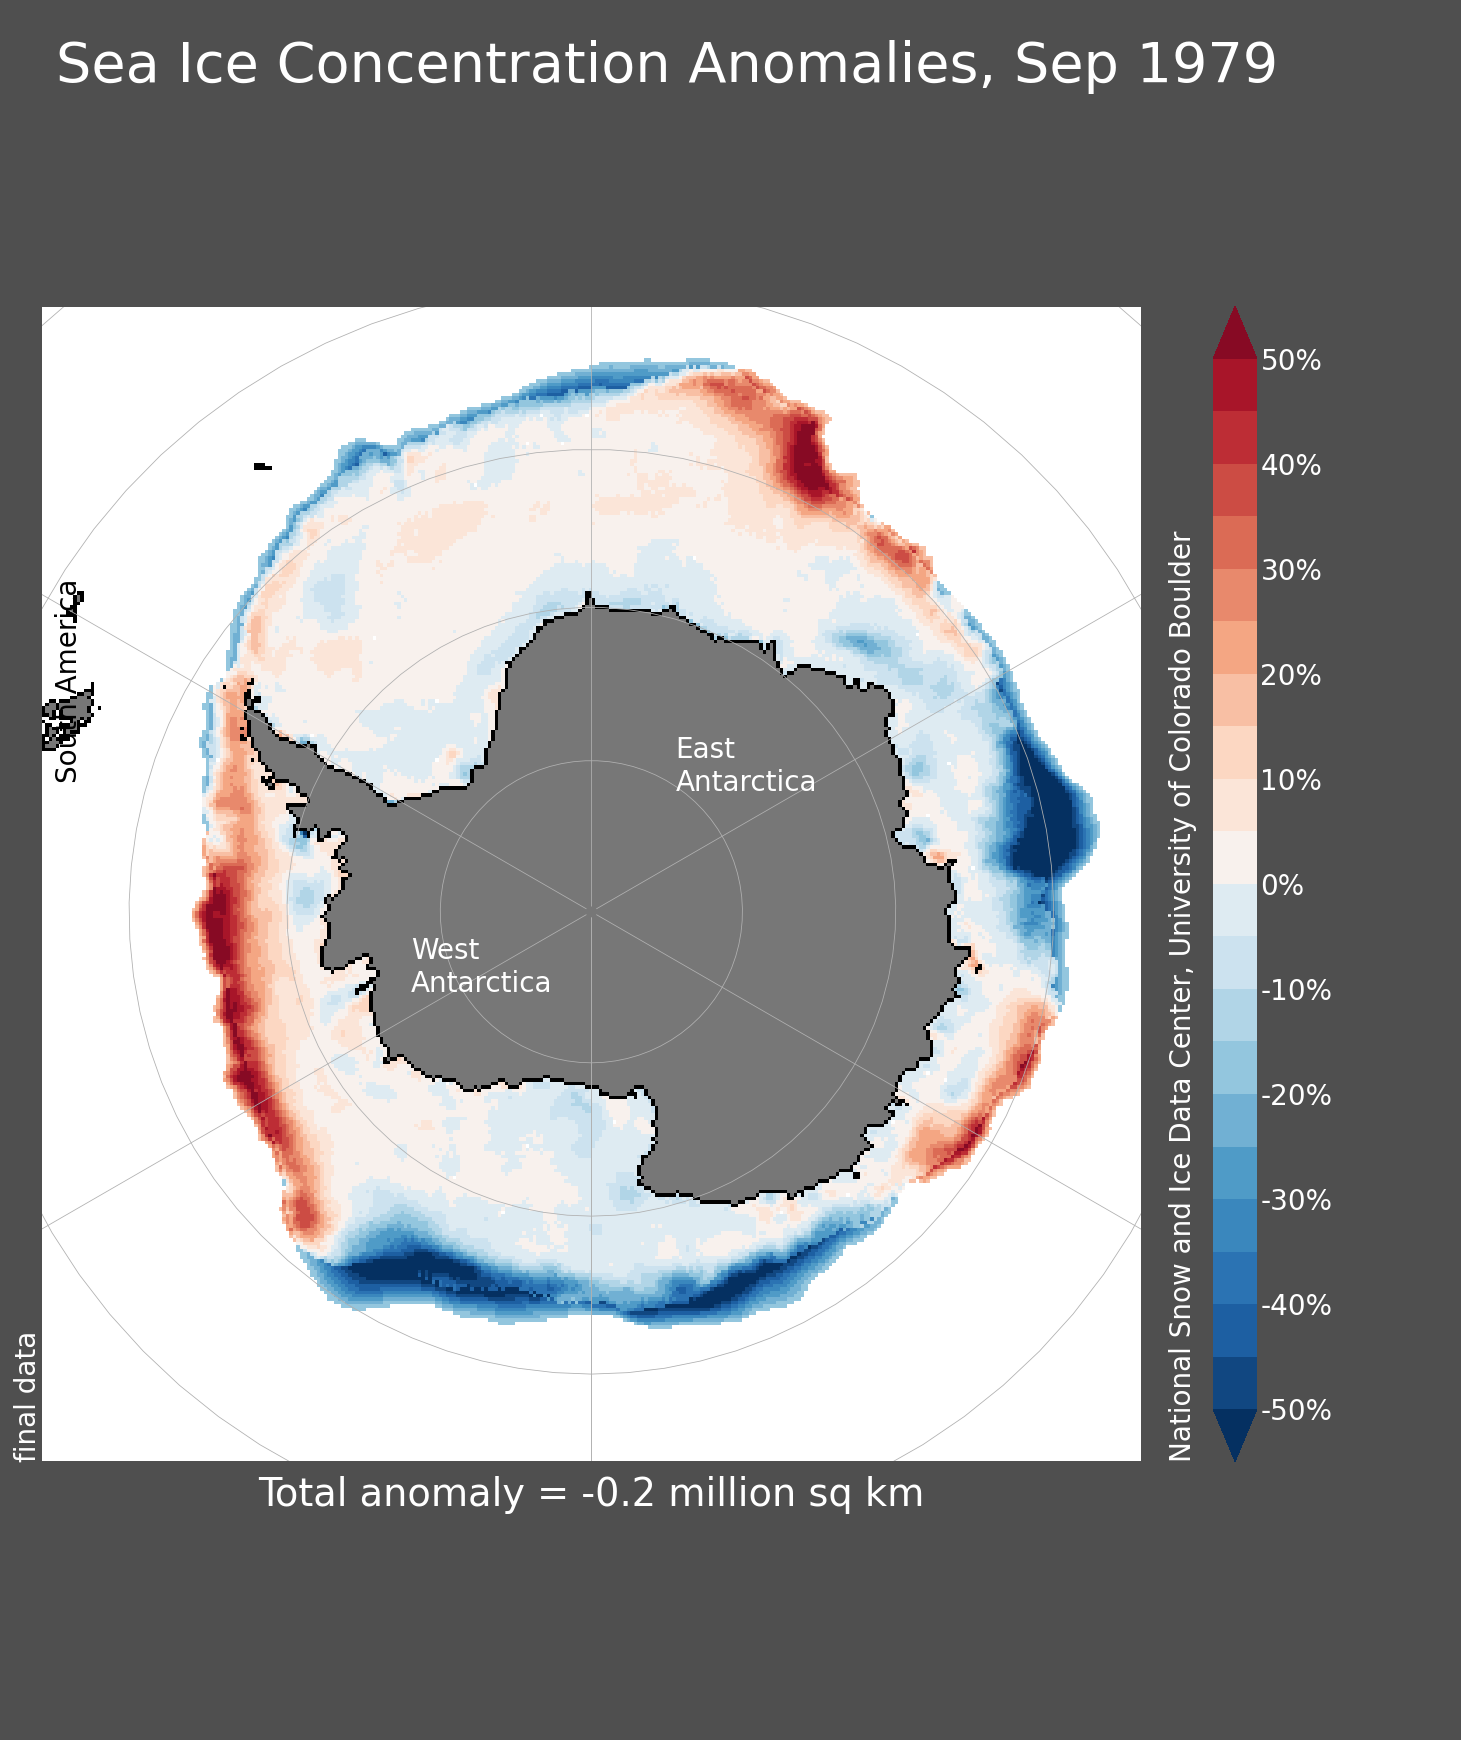 Sea Ice Concentration Anomalies, Sep 1979
South America
East
Antarctica
West
Antarctica
final data
National Snow and Ice Data Center, University of Colorado Boulder
50%
40%
30%
20%
10%
0%
-10%
-20%
-30%
-40%
-50%
Total anomaly = -0.2 million sq km